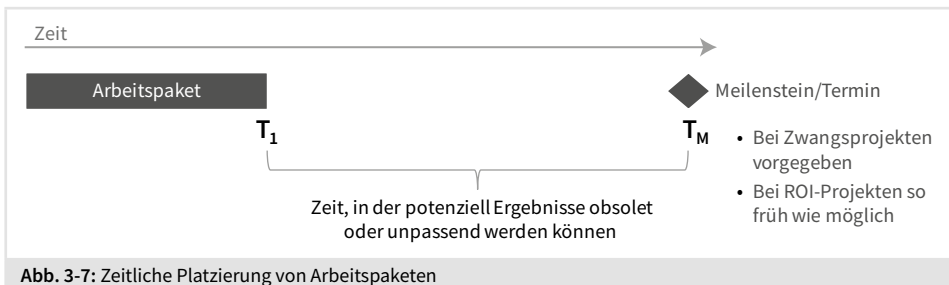 Zeit
Arbeitspaket
Meilenstein/Termin
T₁
T_M
• Bei Zwangsprojekten
vorgegeben
• Bei ROI-Projekten so
früh wie möglich
Zeit, in der potenziell Ergebnisse obsolet
oder unpassend werden können
Abb. 3-7: Zeitliche Platzierung von Arbeitspaketen